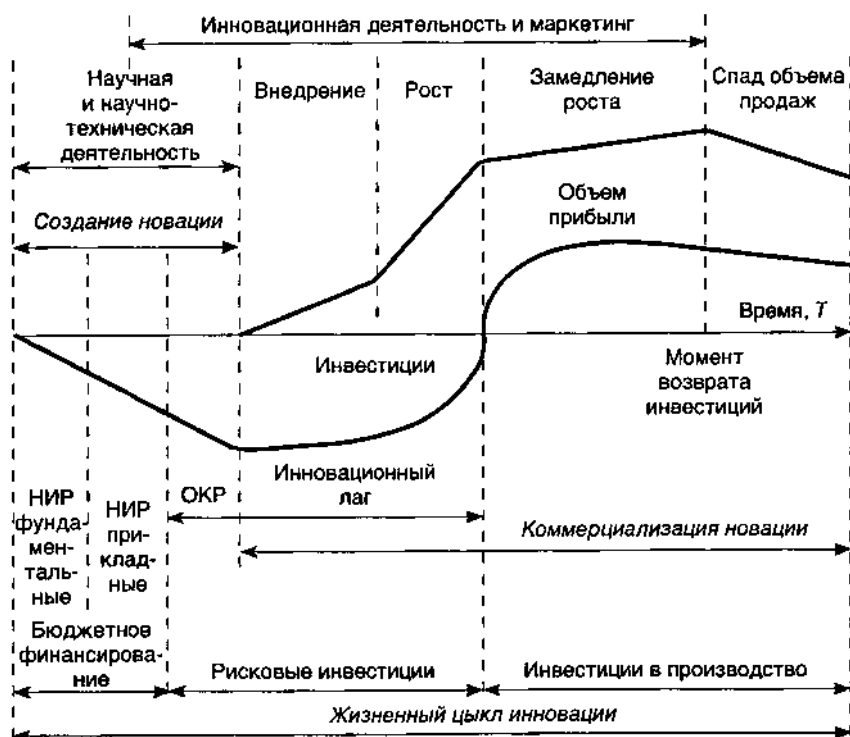 Инновационная деятельность и маркетинг
Научная
и научно-
техническая
деятельность
Внедрение
Рост
Замедление
роста
Спад объема
продаж
Создание новации
Объем
прибыли
Время, T
Инвестиции
Момент
возврата
инвестиций
Инновационный
лаг
ОКР
НИР
фунда-
мен-
таль-
ные
НИР
при-
клад-
ные
Коммерциализация новации
Бюджетное
финансирова-
ние
Рисковые инвестиции
Инвестиции в производство
Жизненный цикл инновации